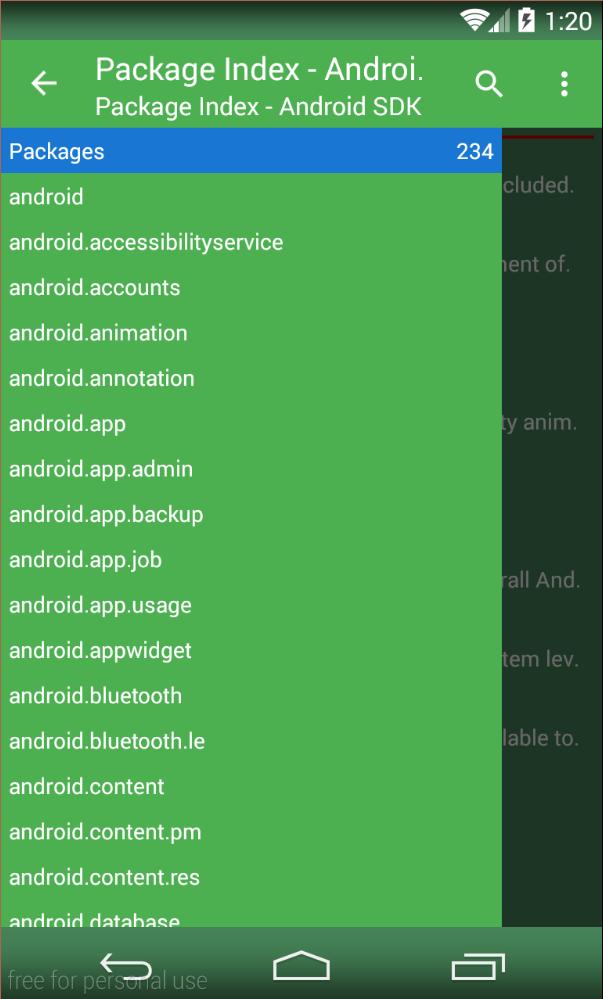 1:20
Package Index - Androi.
Package Index - Android SDK
Packages 234
cluded.
android
android.accessibilityservice
ent of.
android.accounts
android.animation
android.annotation
android.app
ty anim.
android.app.admin
android.app.backup
android.app.job
rall And.
android.app.usage
android.appwidget
tem lev.
android.bluetooth
android.bluetooth.le
lable to.
android.content
android.content.pm
android.content.res
android.database
free for personal use